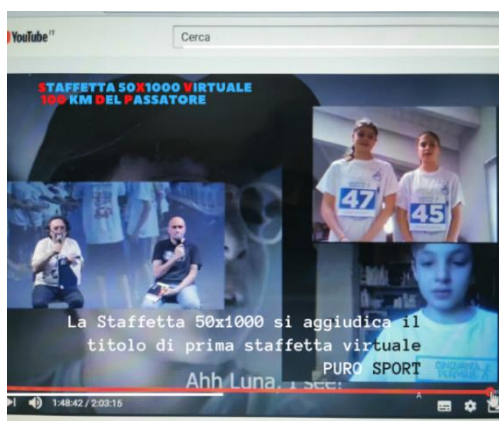 YouTube IT
Cerca
STAFFETTA 50X1000 VIRTUALE
100 KM DEL PASSATORE
47
45
La Staffetta 50x1000 si aggiudica il
titolo di prima staffetta virtuale
PURO SPORT
Ahh Luna, I see!
1:48:42 / 2:03:15